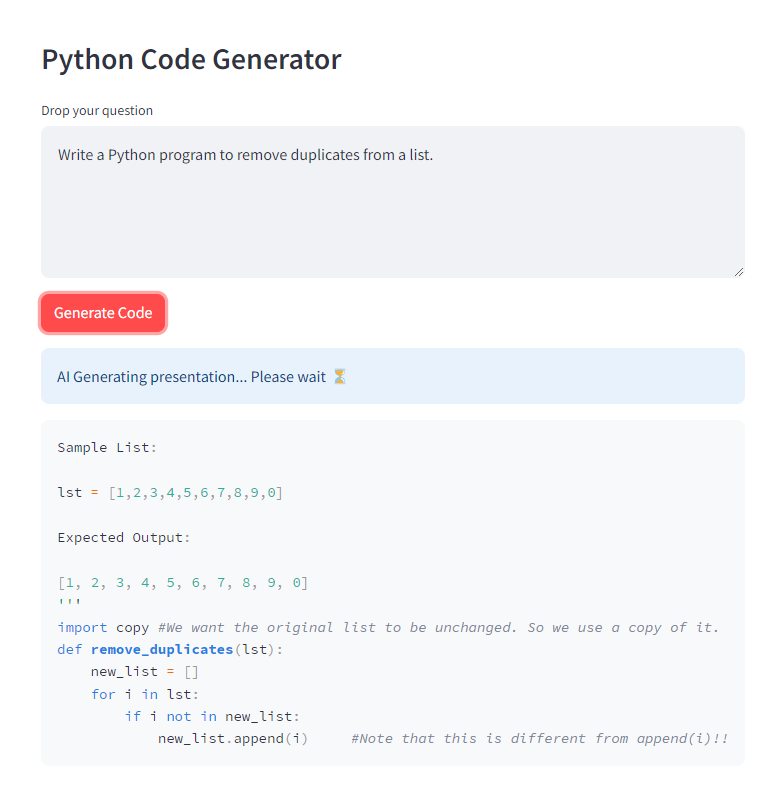 Python Code Generator
Drop your question
Write a Python program to remove duplicates from a list.
Generate Code
AI Generating presentation... Please wait ⏳
Sample List:
lst = [1,2,3,4,5,6,7,8,9,0]
Expected Output:
[1, 2, 3, 4, 5, 6, 7, 8, 9, 0]
'''
import copy #We want the original list to be unchanged. So we use a copy of it.
def remove_duplicates(lst):
    new_list = []
    for i in lst:
        if i not in new_list:
            new_list.append(i)     #Note that this is different from append(i)!!